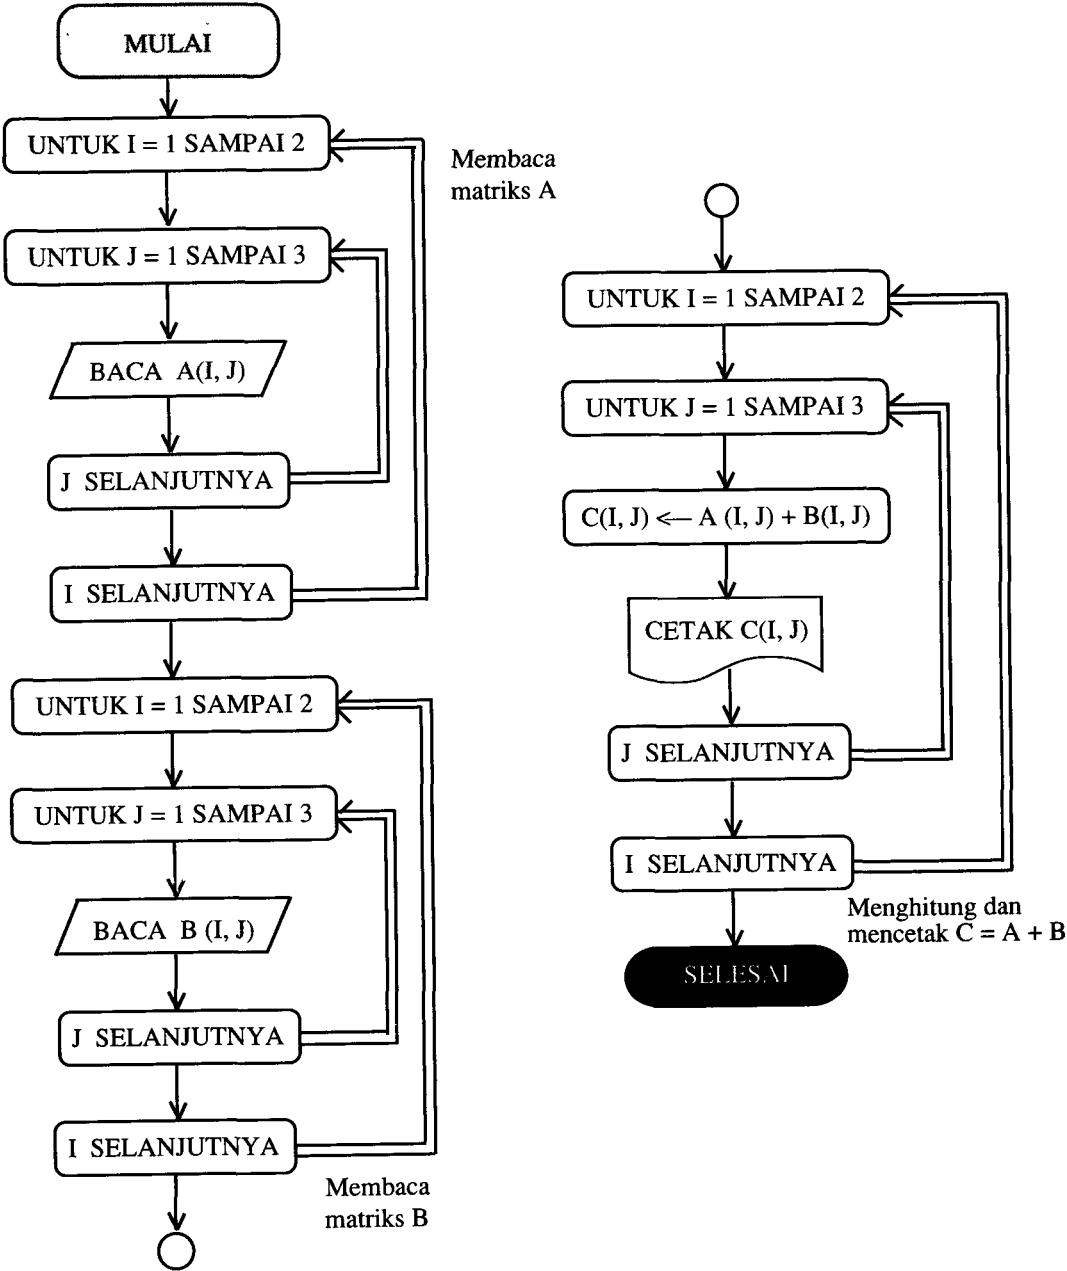 MULAI
UNTUK I = 1 SAMPAI 2
Membaca
matriks A
UNTUK J = 1 SAMPAI 3
BACA A(I, J)
J SELANJUTNYA
I SELANJUTNYA
UNTUK I = 1 SAMPAI 2
UNTUK J = 1 SAMPAI 3
BACA B (I, J)
J SELANJUTNYA
I SELANJUTNYA
Membaca
matriks B
UNTUK I = 1 SAMPAI 2
UNTUK J = 1 SAMPAI 3
C(I, J) <— A (I, J) + B(I, J)
CETAK C(I, J)
J SELANJUTNYA
I SELANJUTNYA
Menghitung dan
mencetak C = A + B
SELESAI